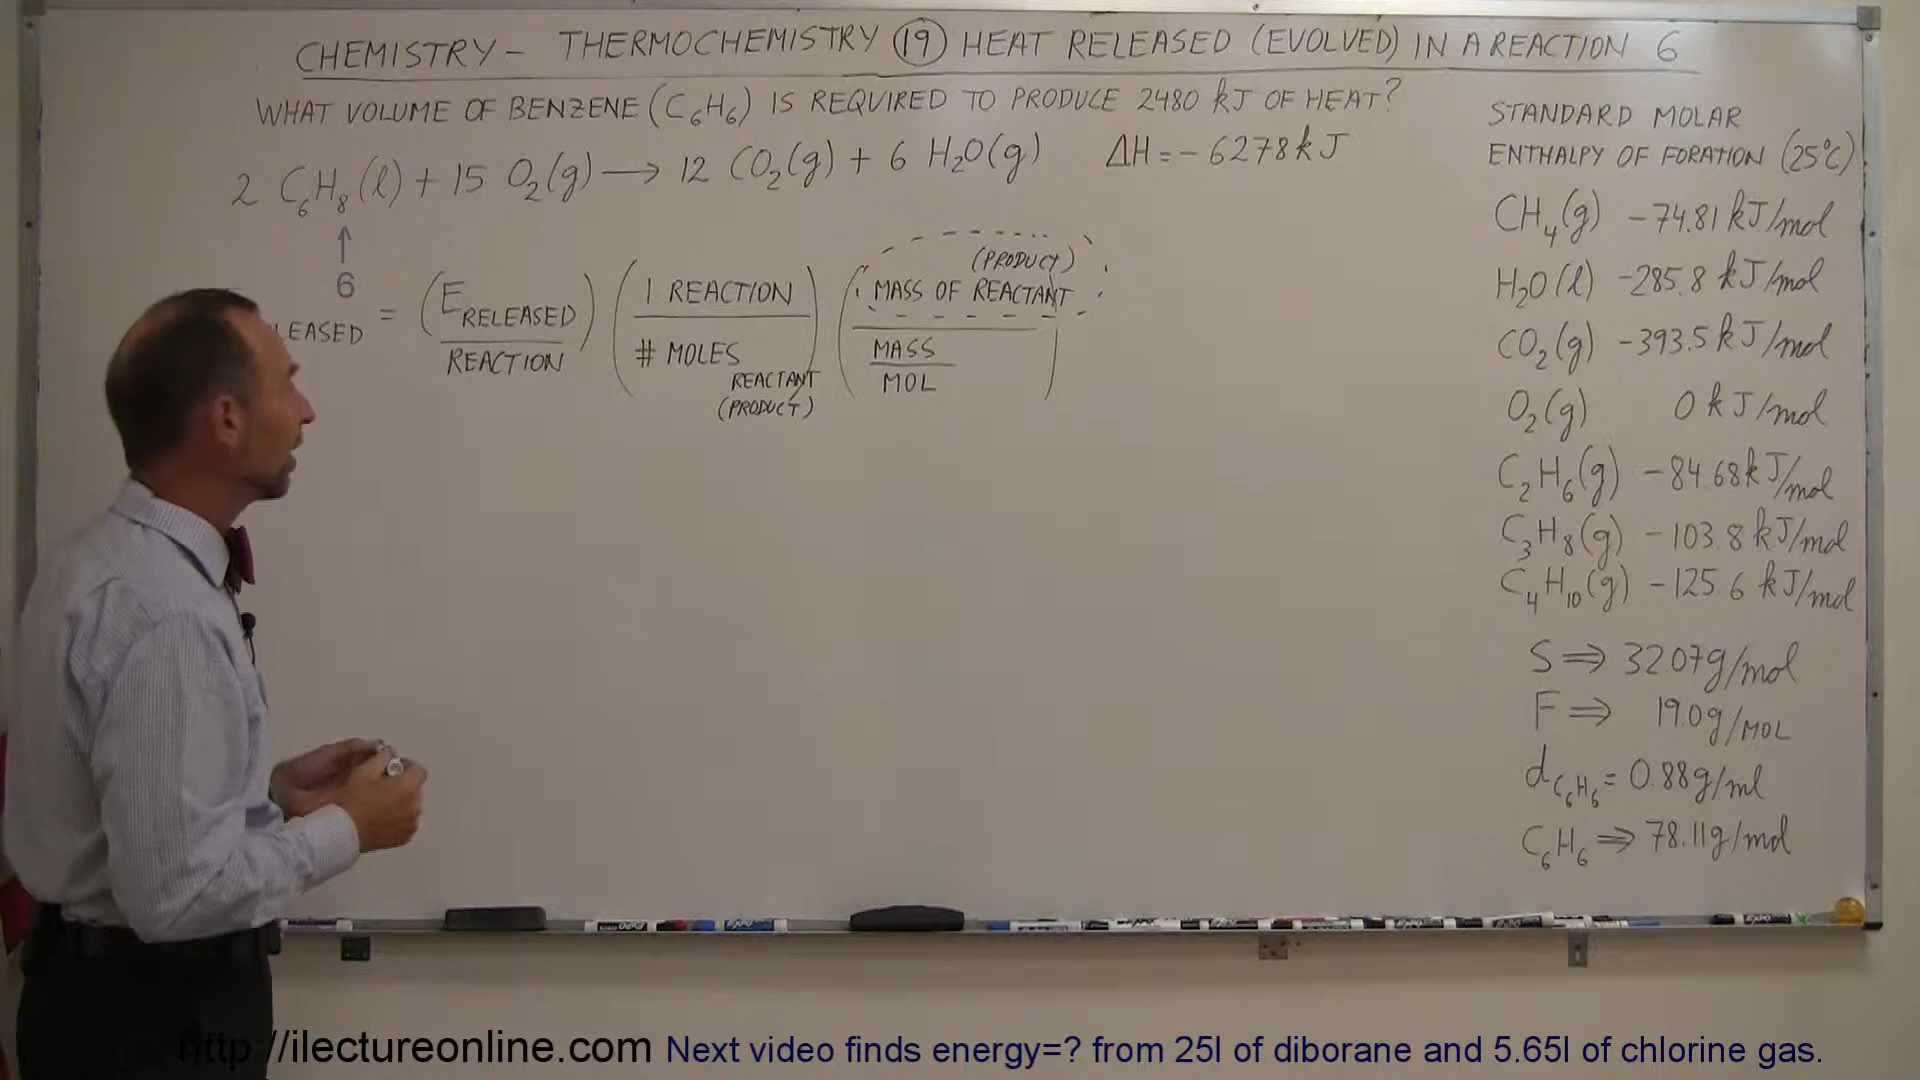 CHEMISTRY - THERMOCHEMISTRY (19) HEAT RELEASED (EVOLVED) IN A REACTION 6
WHAT VOLUME OF BENZENE (C₆H₆) IS REQUIRED TO PRODUCE 2480 kJ OF HEAT?
2 C₆H₈(l) + 15 O₂(g) → 12 CO₂(g) + 6 H₂O(g) ΔH = -6278 kJ
↑
6
LEASED = (E RELEASED / REACTION) (1 REACTION / # MOLES REACTANT (PRODUCT)) ((PRODUCT) MASS OF REACTANT / MASS / MOL)
STANDARD MOLAR
ENTHALPY OF FORATION (25°C)
CH₄(g) -74.81 kJ/mol
H₂O(l) -285.8 kJ/mol
CO₂(g) -393.5 kJ/mol
O₂(g) 0 kJ/mol
C₂H₆(g) -84.68 kJ/mol
C₃H₈(g) -103.8 kJ/mol
C₄H₁₀(g) -125.6 kJ/mol
S ⇒ 32.07 g/mol
F ⇒ 19.0 g/MOL
d C₆H₆ = 0.88 g/ml
C₆H₆ ⇒ 78.11 g/mol
http://ilectureonline.com Next video finds energy=? from 25l of diborane and 5.65l of chlorine gas.